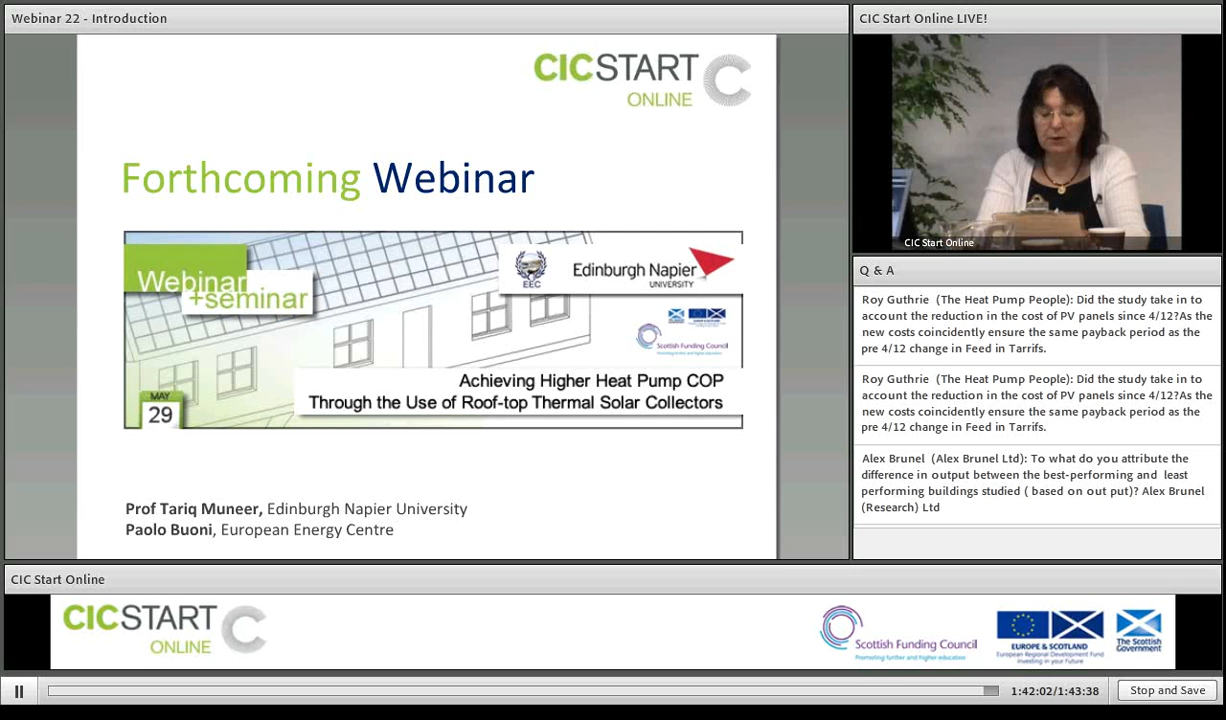 Webinar 22 - Introduction
CICSTART
ONLINE
Forthcoming Webinar
Webinar
+seminar
EEC
Edinburgh Napier
UNIVERSITY
Scottish Funding Council
Promoting further and higher education
Achieving Higher Heat Pump COP
Through the Use of Roof-top Thermal Solar Collectors
MAY
29
Prof Tariq Muneer, Edinburgh Napier University
Paolo Buoni, European Energy Centre
CIC Start Online LIVE!
CIC Start Online
Q & A
Roy Guthrie (The Heat Pump People): Did the study take in to
account the reduction in the cost of PV panels since 4/12?As the
new costs coincidently ensure the same payback period as the
pre 4/12 change in Feed in Tarrifs.
Roy Guthrie (The Heat Pump People): Did the study take in to
account the reduction in the cost of PV panels since 4/12?As the
new costs coincidently ensure the same payback period as the
pre 4/12 change in Feed in Tarrifs.
Alex Brunel (Alex Brunel Ltd): To what do you attribute the
difference in output between the best-performing and least
performing buildings studied ( based on out put)? Alex Brunel
(Research) Ltd
CIC Start Online
CICSTART
ONLINE
Scottish Funding Council
Promoting further and higher education
EUROPE & SCOTLAND
European Regional Development Fund
Investing in your Future
The Scottish
Government
1:42:02/1:43:38
Stop and Save